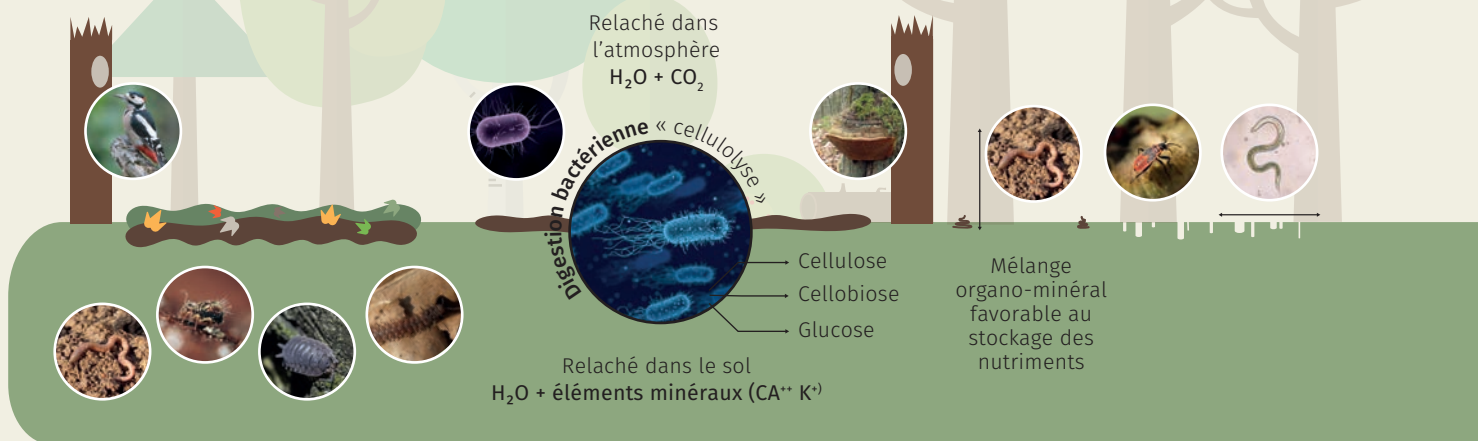 Relaché dans
l’atmosphère
H₂O + CO₂
Digestion bactérienne « cellulolyse »
Cellulose
Cellobiose
Glucose
Relaché dans le sol
H₂O + éléments minéraux (CA⁺⁺ K⁺)
Mélange
organo-minéral
favorable au
stockage des
nutriments